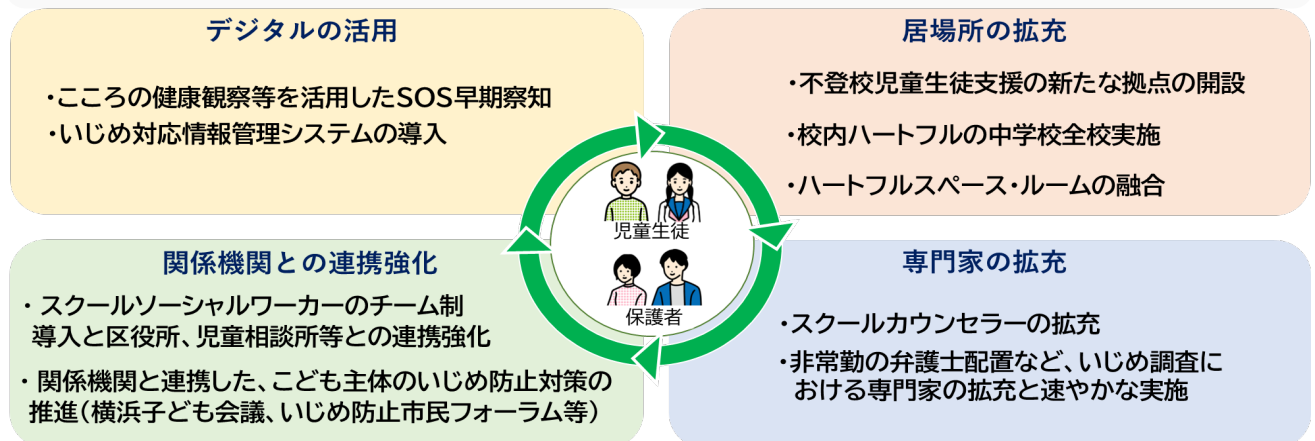 デジタルの活用
・こころの健康観察等を活用したSOS早期察知
・いじめ対応情報管理システムの導入
居場所の拡充
・不登校児童生徒支援の新たな拠点の開設
・校内ハートフルの中学校全校実施
・ハートフルスペース・ルームの融合
児童生徒
保護者
関係機関との連携強化
・スクールソーシャルワーカーのチーム制
導入と区役所、児童相談所等との連携強化
・関係機関と連携した、こども主体のいじめ防止対策の
推進（横浜子ども会議、いじめ防止市民フォーラム等）
専門家の拡充
・スクールカウンセラーの拡充
・非常勤の弁護士配置など、いじめ調査に
おける専門家の拡充と速やかな実施